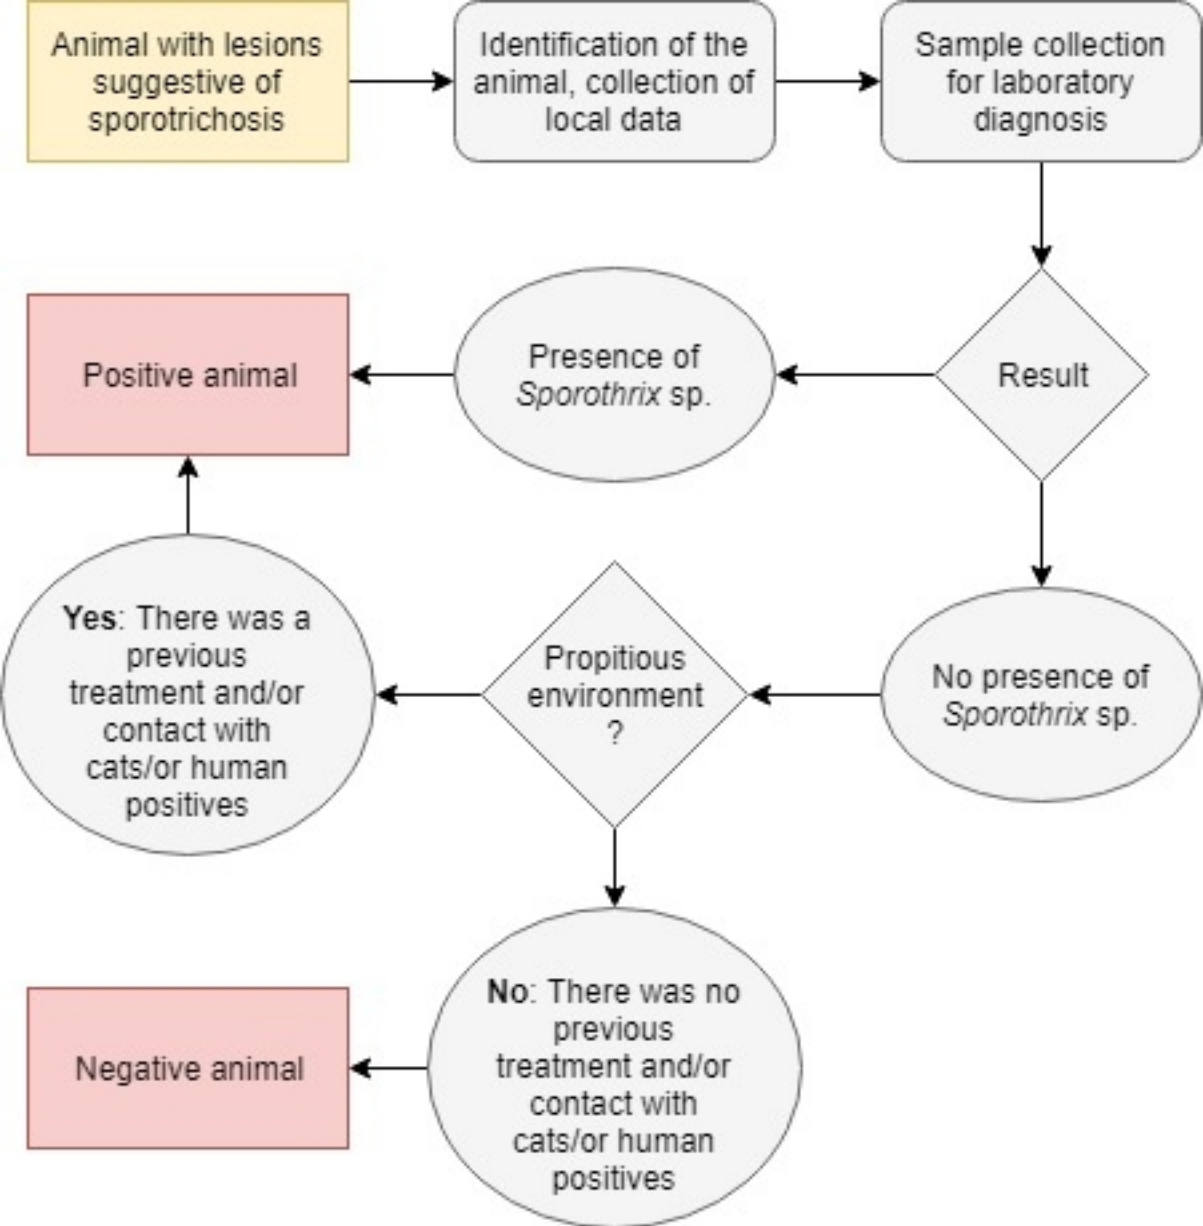 Animal with lesions
suggestive of
sporotrichosis
Identification of the
animal, collection of
local data
Sample collection
for laboratory
diagnosis
Result
Presence of
Sporothrix sp.
Positive animal
No presence of
Sporothrix sp.
Propitious
environment
?
Yes: There was a
previous
treatment and/or
contact with
cats/or human
positives
No: There was no
previous
treatment and/or
contact with
cats/or human
positives
Negative animal